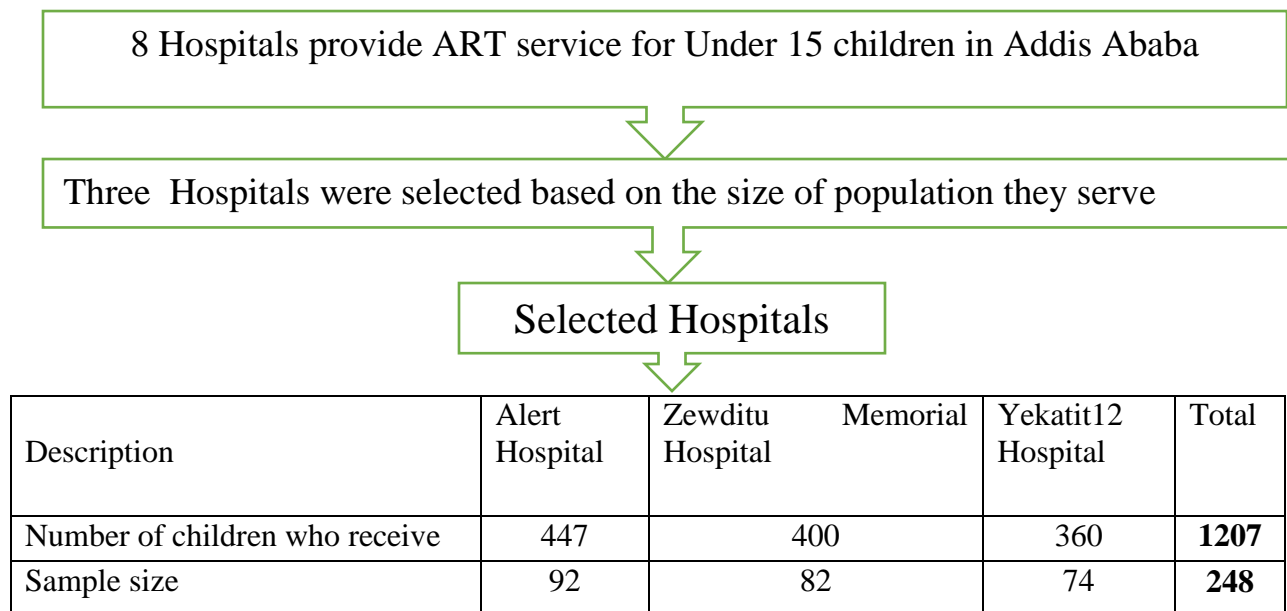 8 Hospitals provide ART service for Under 15 children in Addis Ababa
Three Hospitals were selected based on the size of population they serve
Selected Hospitals
Description | Alert Hospital | Zewditu Memorial Hospital | Yekatit12 Hospital | Total
Number of children who receive | 447 | 400 | 360 | 1207
Sample size | 92 | 82 | 74 | 248